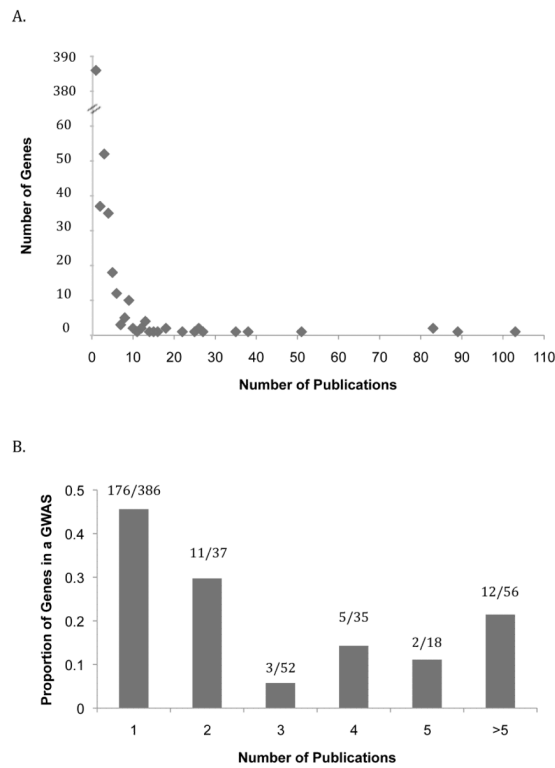 A.
390
380
60
50
40
30
20
10
0
Number of Genes
0 10 20 30 40 50 60 70 80 90 100 110
Number of Publications
B.
0.5
0.4
0.3
0.2
0.1
0
Proportion of Genes in a GWAS
176/386
11/37
3/52
5/35
2/18
12/56
1 2 3 4 5 >5
Number of Publications